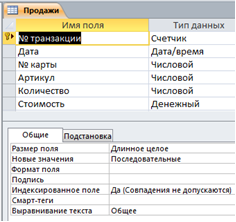 Продажи
Имя поля Тип данных
№ транзакции Счетчик
Дата Дата/время
№ карты Числовой
Артикул Числовой
Количество Числовой
Стоимость Денежный
Общие Подстановка
Размер поля Длинное целое
Новые значения Последовательные
Формат поля
Подпись
Индексированное поле Да (Совпадения не допускаются)
Смарт-теги
Выравнивание текста Общее